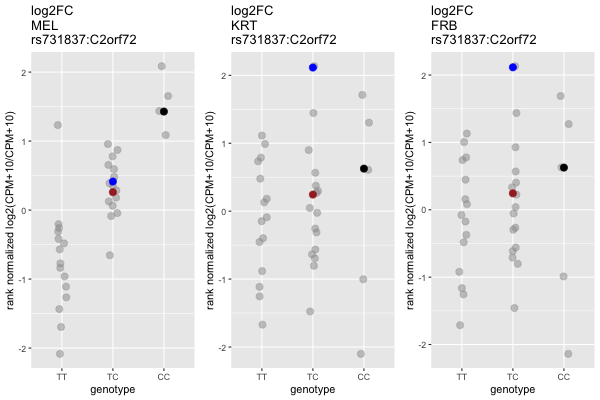 log2FC
MEL
rs731837:C2orf72
rank normalized log2(CPM+10/CPM+10)
2
1
0
-1
-2
TT
TC
CC
genotype
log2FC
KRT
rs731837:C2orf72
rank normalized log2(CPM+10/CPM+10)
2
1
0
-1
-2
TT
TC
CC
genotype
log2FC
FRB
rs731837:C2orf72
rank normalized log2(CPM+10/CPM+10)
2
1
0
-1
-2
TT
TC
CC
genotype